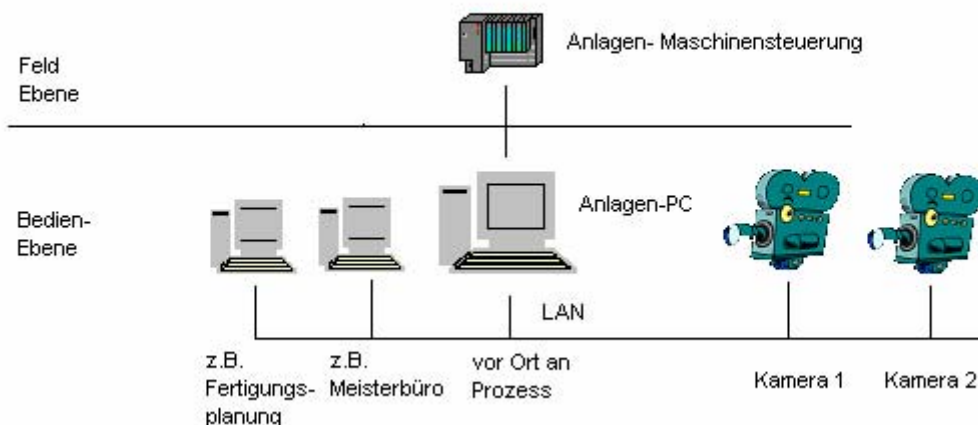 Anlagen- Maschinensteuerung
Feld
Ebene
Anlagen-PC
Bedien-
Ebene
LAN
z.B.
Fertigungs-
planung
z.B.
Meisterbüro
vor Ort an
Prozess
Kamera 1
Kamera 2